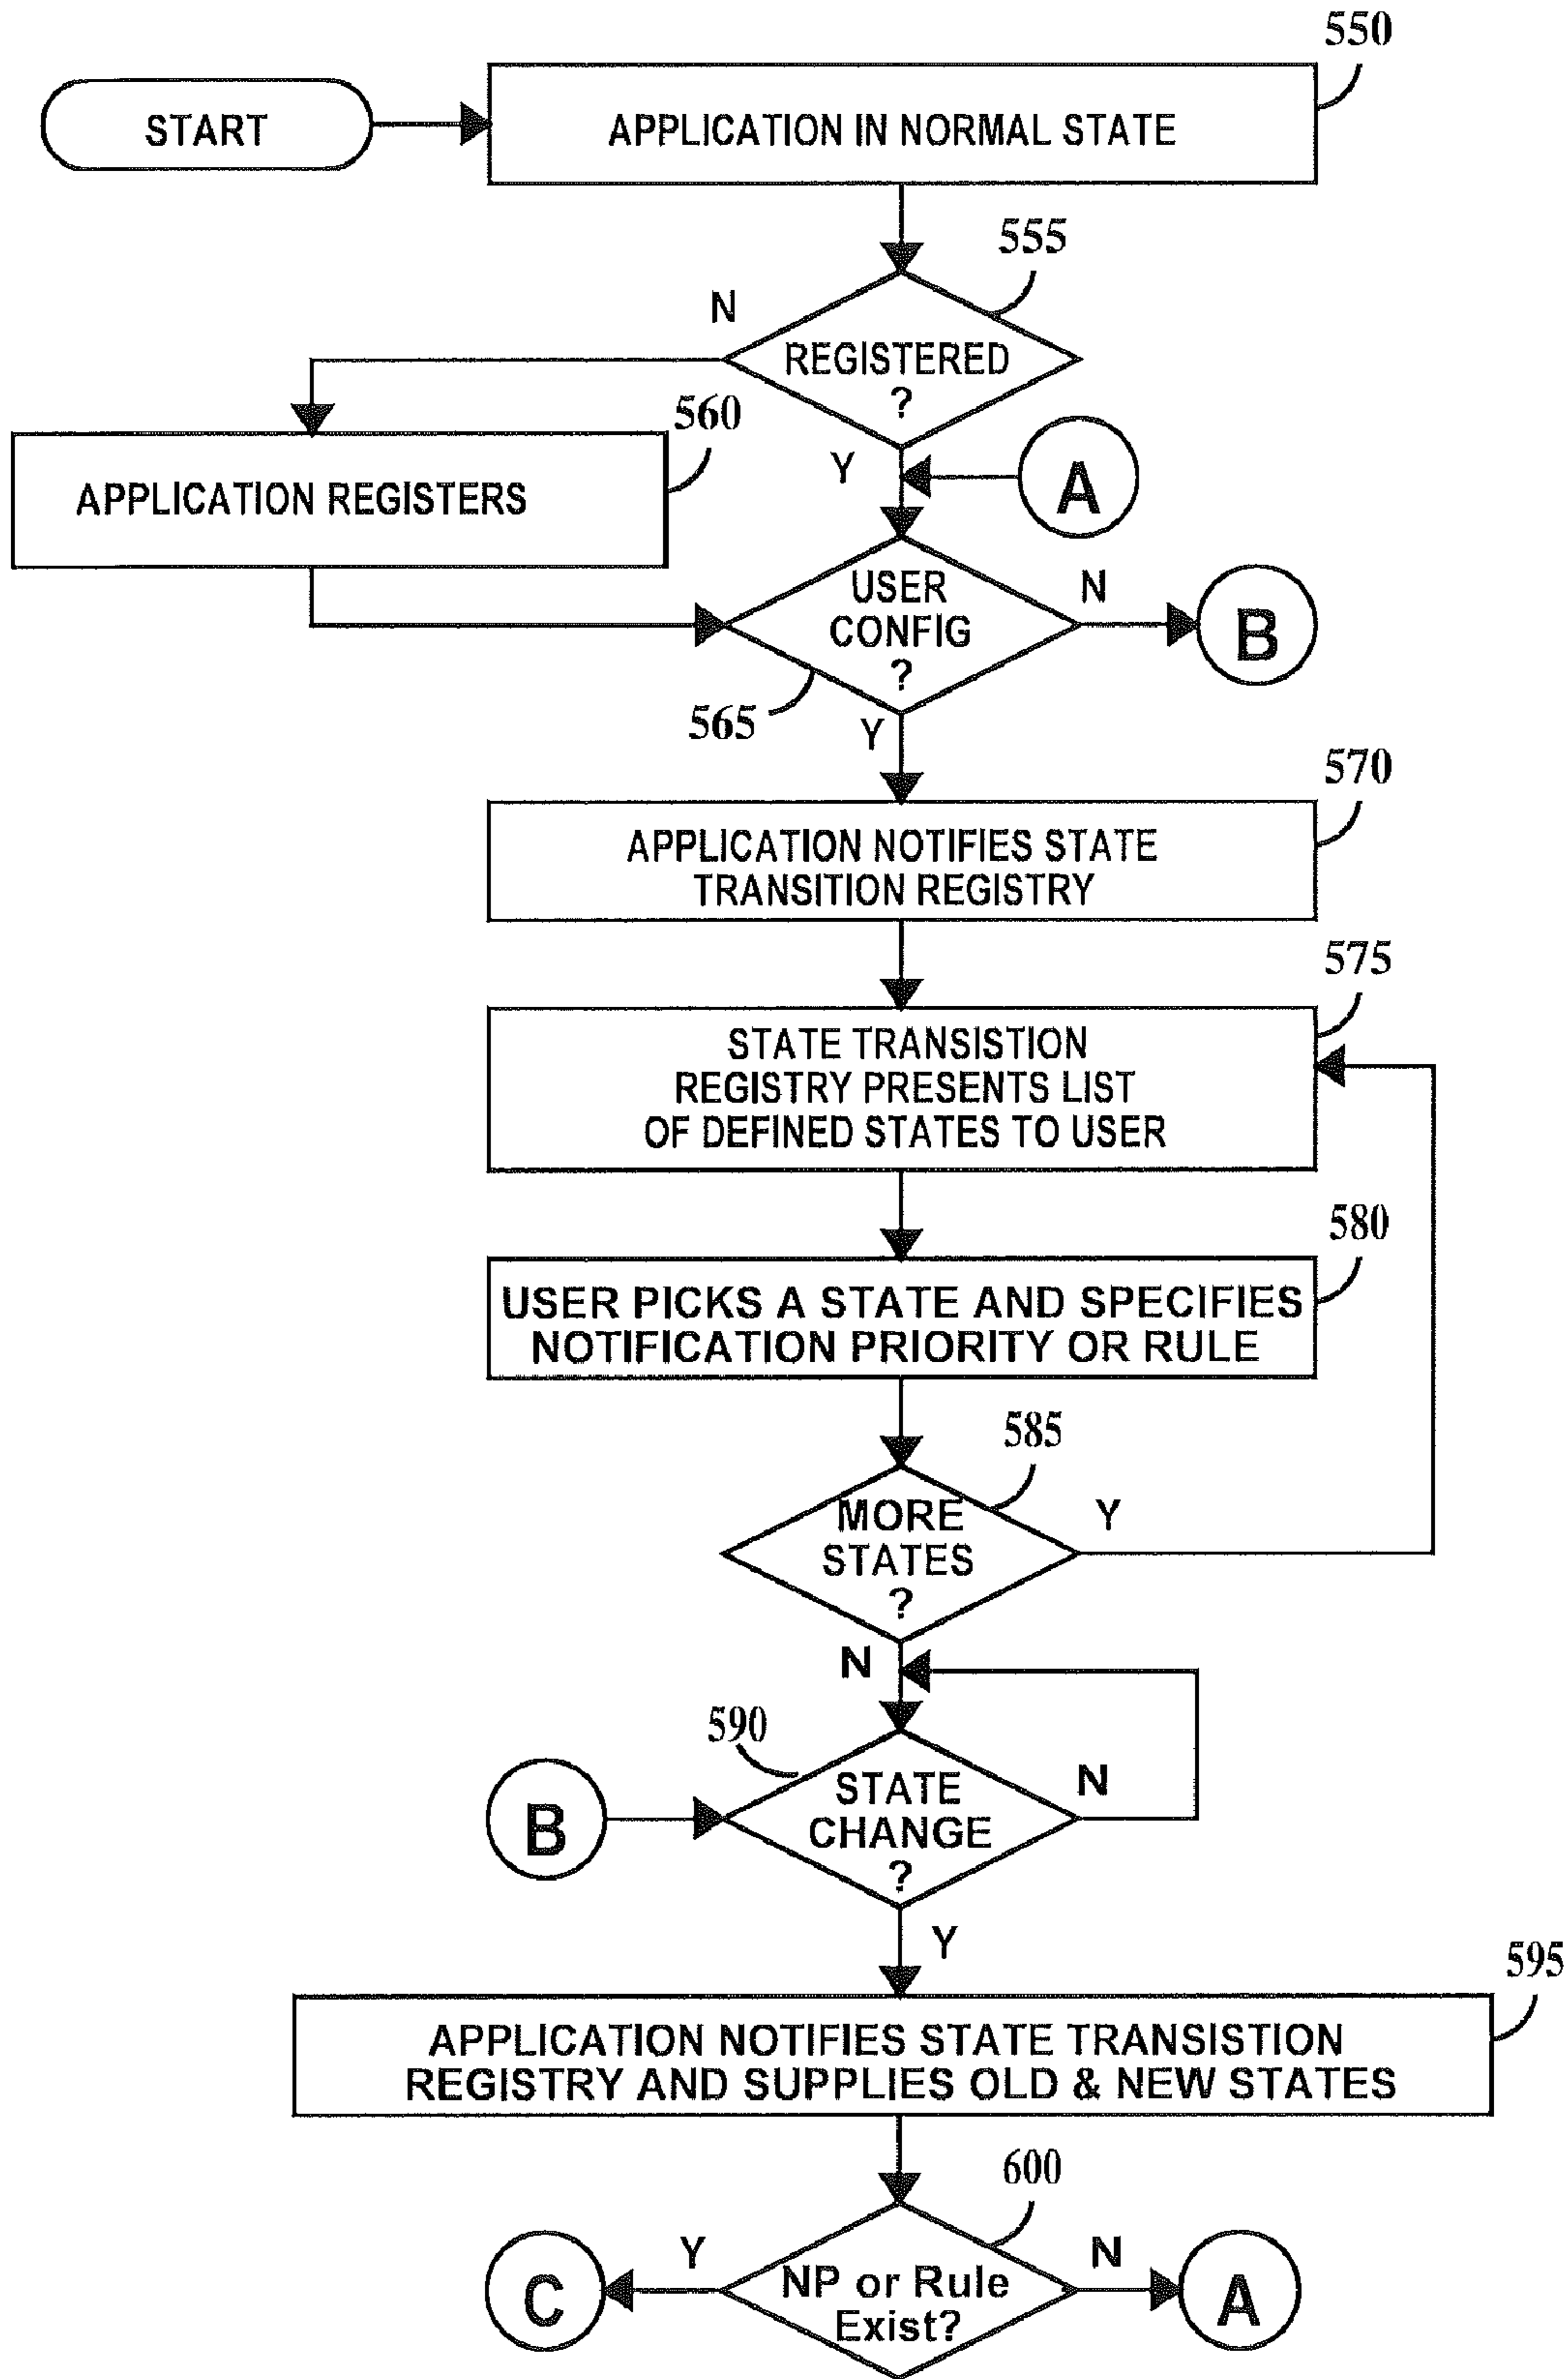 550
START
APPLICATION IN NORMAL STATE
555
N
REGISTERED
?
560
Y
A
APPLICATION REGISTERS
USER
CONFIG
?
N
B
565
Y
570
APPLICATION NOTIFIES STATE
TRANSITION REGISTRY
575
STATE TRANSISTION
REGISTRY PRESENTS LIST
OF DEFINED STATES TO USER
580
USER PICKS A STATE AND SPECIFIES
NOTIFICATION PRIORITY OR RULE
585
MORE
STATES
?
Y
N
590
STATE
CHANGE
?
N
B
Y
595
APPLICATION NOTIFIES STATE TRANSISTION
REGISTRY AND SUPPLIES OLD & NEW STATES
600
Y
N
C
NP or Rule
Exist?
A